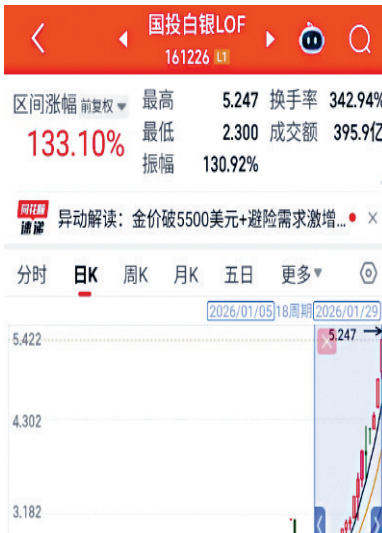 国投白银LOF
161226 L1
区间涨幅 前复权 最高 5.247 换手率 342.94%
133.10% 最低 2.300 成交额 395.9亿
振幅 130.92%
同花顺 速递 异动解读：金价破5500美元+避险需求激增...
分时 日K 周K 月K 五日 更多
2026/01/05 18周期 2026/01/29
5.422 5.247
4.302
3.182